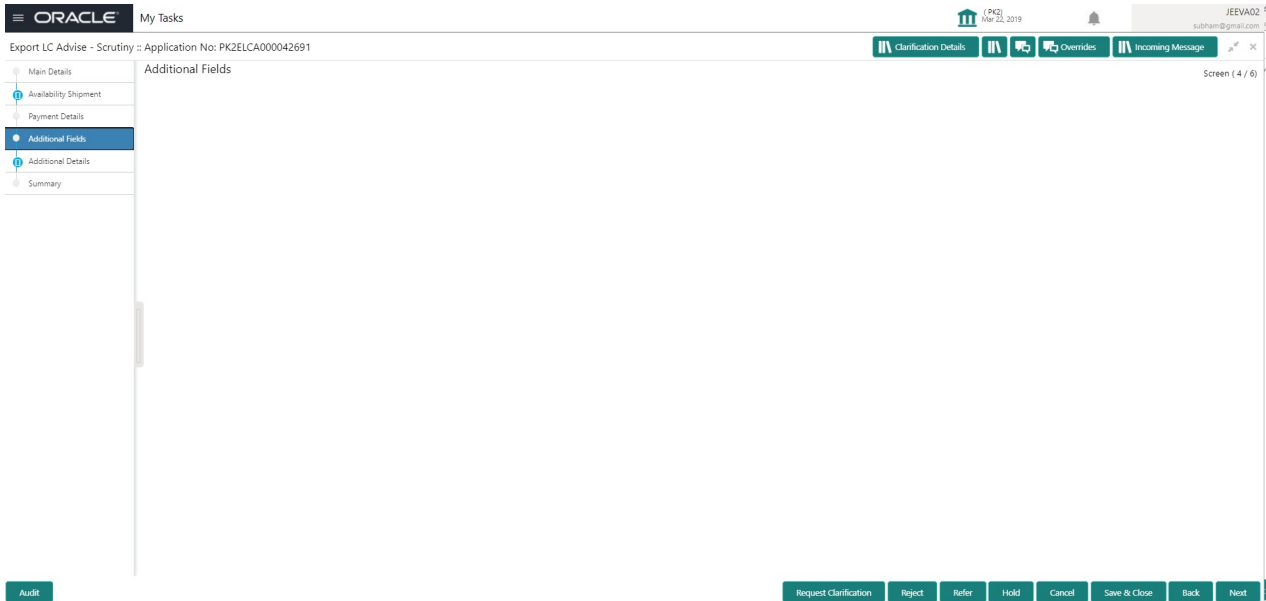 ORACLE
My Tasks
( PK2)
Mar 22, 2019
JEEVA02
subham@gmail.com
Export LC Advise - Scrutiny :: Application No: PK2ELCA000042691
Clarification Details
Overrides
Incoming Message
Main Details
Availability Shipment
Payment Details
Additional Fields
Additional Details
Summary
Additional Fields
Screen ( 4 / 6)
Audit
Request Clarification
Reject
Refer
Hold
Cancel
Save & Close
Back
Next